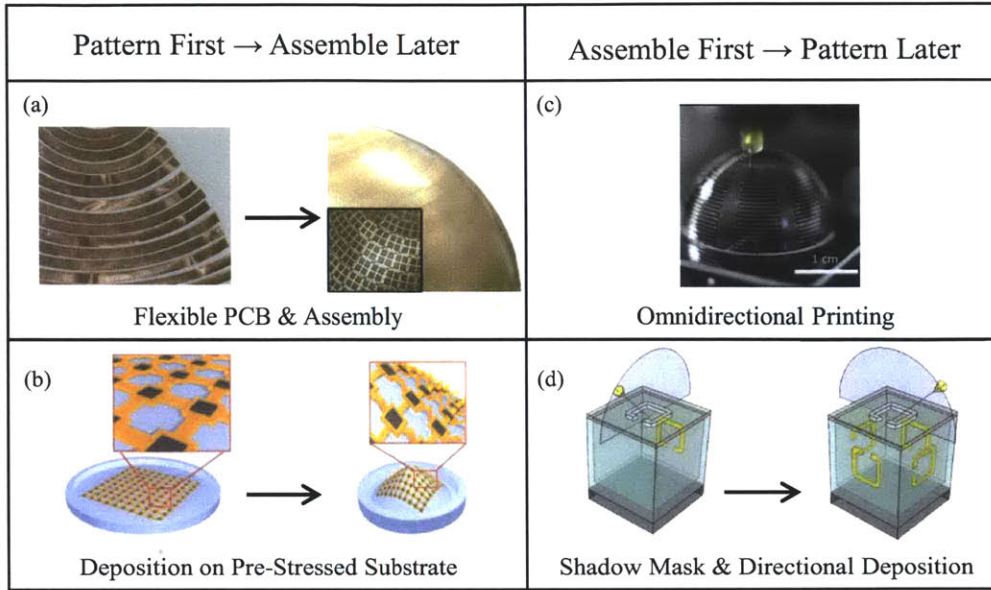 Pattern First → Assemble Later
Assemble First → Pattern Later
(a)
Flexible PCB & Assembly
(c)
1 cm
Omnidirectional Printing
(b)
Deposition on Pre-Stressed Substrate
(d)
Shadow Mask & Directional Deposition